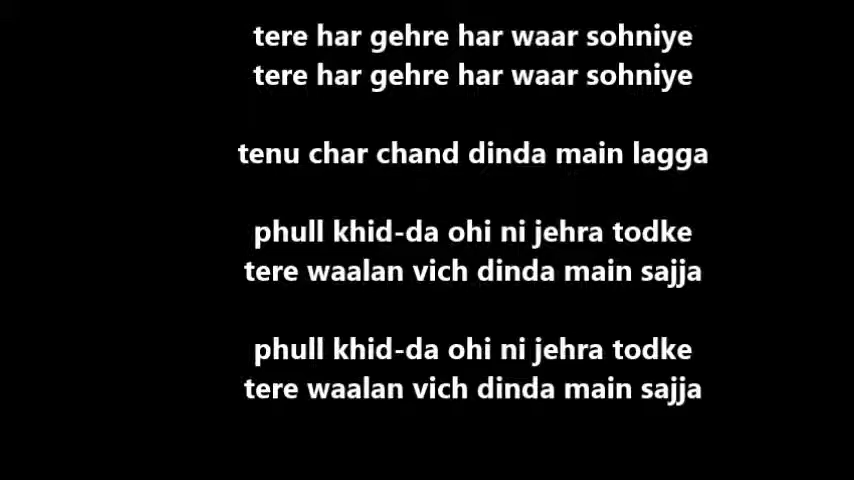 tere har gehre har waar sohniye
tere har gehre har waar sohniye
tenu char chand dinda main lagga
phull khid-da ohi ni jehra todke
tere waalan vich dinda main sajja
phull khid-da ohi ni jehra todke
tere waalan vich dinda main sajja